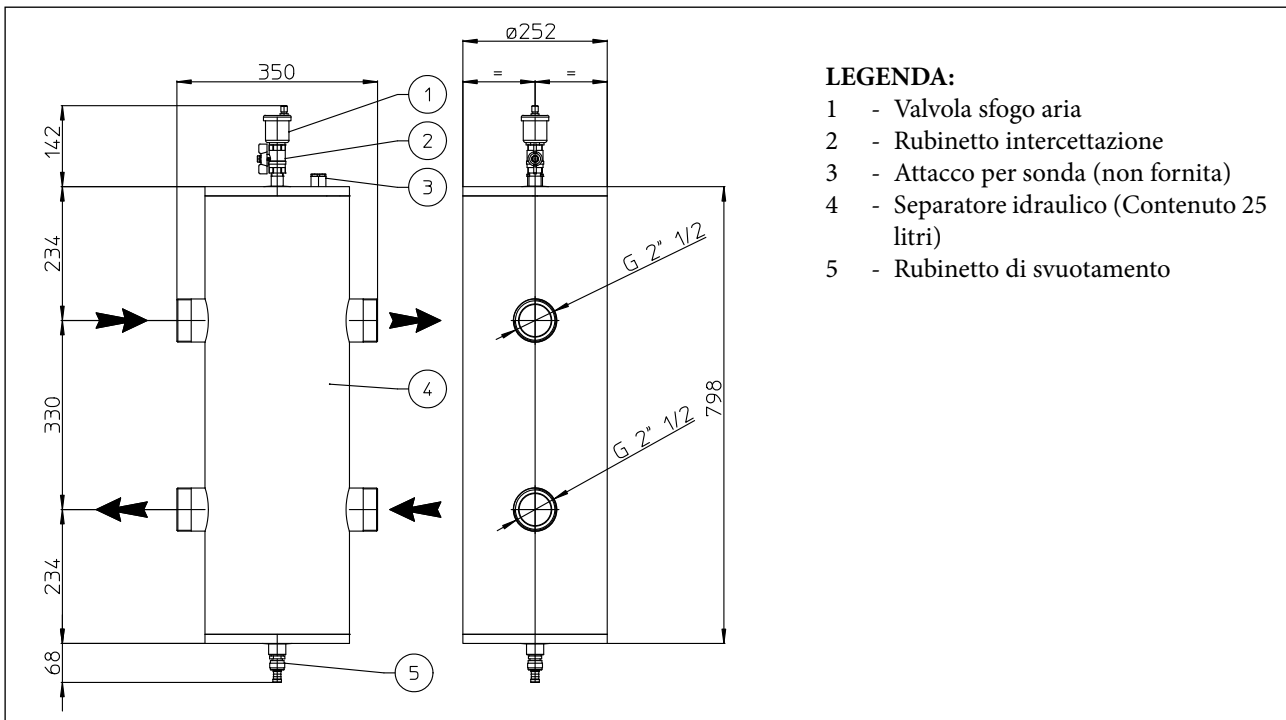 ø252
350
=
=
LEGENDA:
1 - Valvola sfogo aria
2 - Rubinetto intercettazione
3 - Attacco per sonda (non fornita)
4 - Separatore idraulico (Contenuto 25
litri)
5 - Rubinetto di svuotamento
1
142
2
3
234
G 2" 1/2
4
330
798
G 2" 1/2
234
68
5